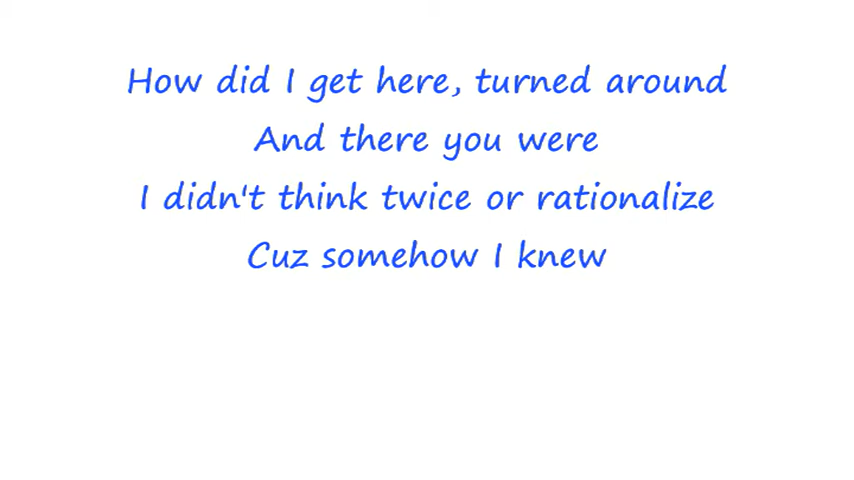 How did I get here, turned around
And there you were
I didn't think twice or rationalize
Cuz somehow I knew